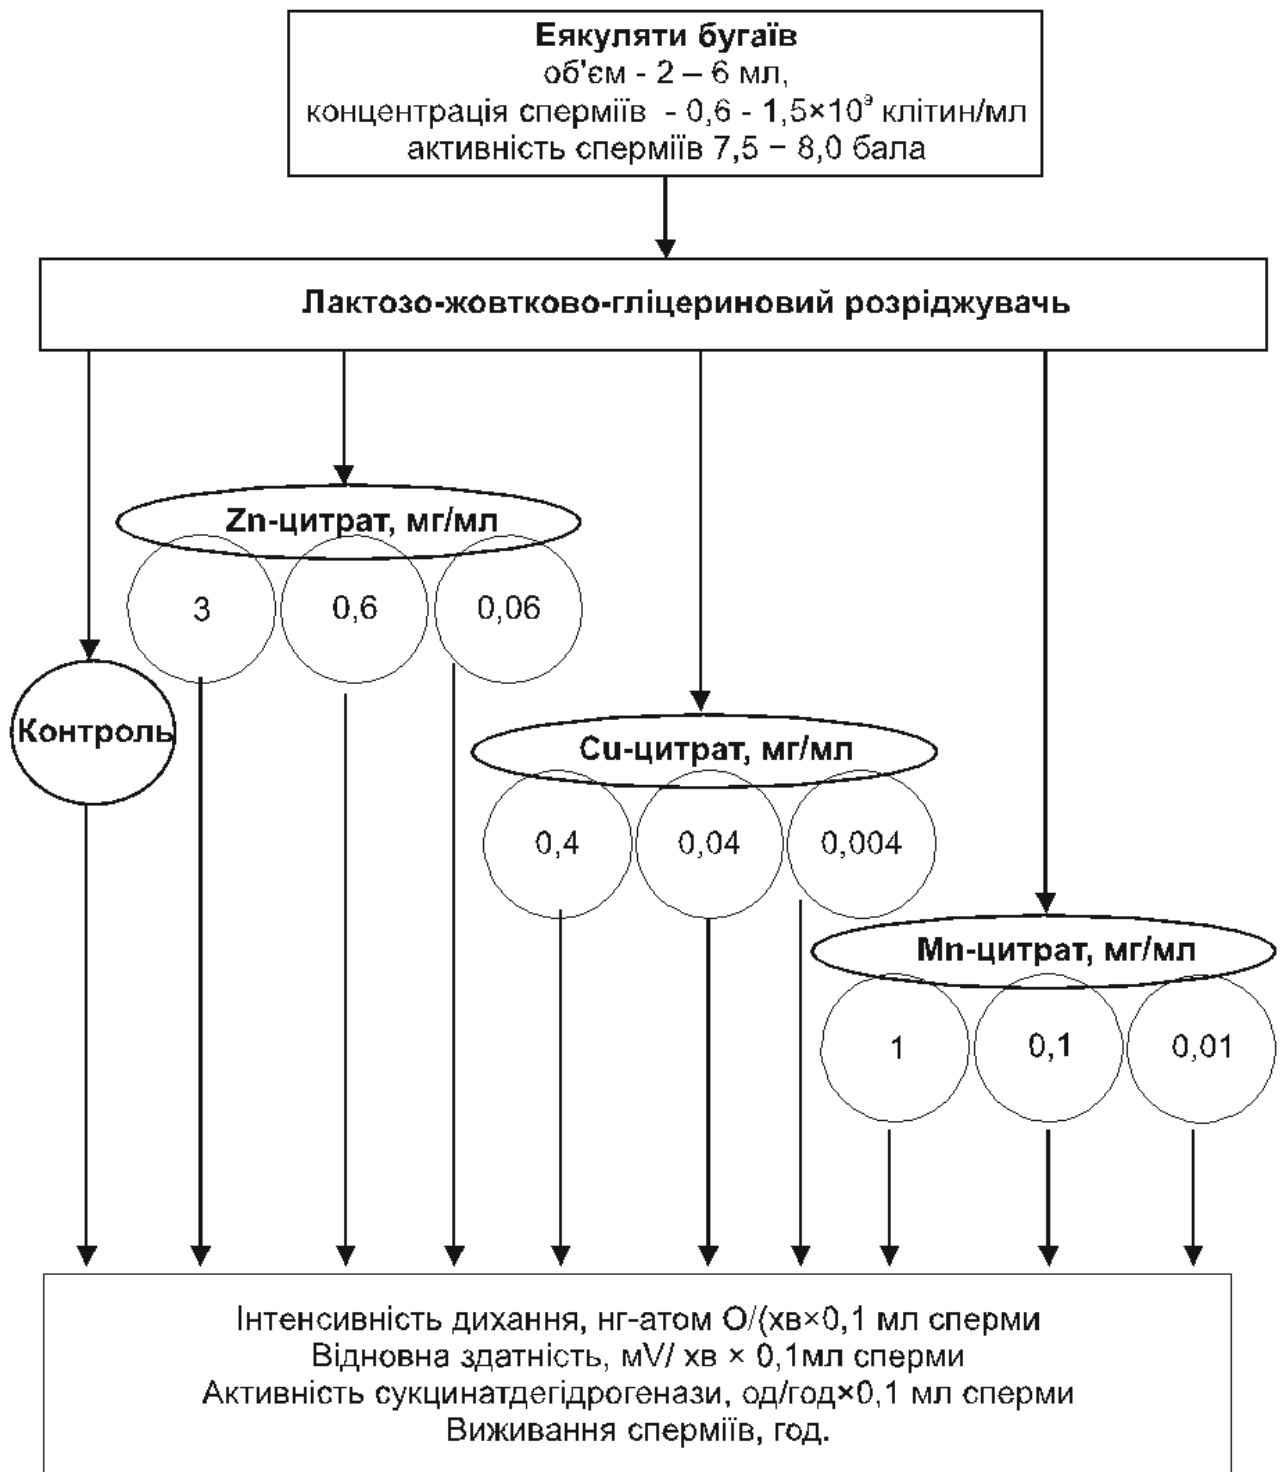 Еякуляти бугаїв
об'єм - 2 – 6 мл,
концентрація сперміїв - 0,6 - 1,5×10⁹ клітин/мл
активність сперміїв 7,5 – 8,0 бала
Лактозо-жовтково-гліцериновий розріджувачь
Zn-цитрат, мг/мл
3 0,6 0,06
Контроль
Cu-цитрат, мг/мл
0,4 0,04 0,004
Mn-цитрат, мг/мл
1 0,1 0,01
Інтенсивність дихання, нг-атом О/(хв×0,1 мл сперми
Відновна здатність, мV/ хв × 0,1мл сперми
Активність сукцинатдегідрогенази, од/год×0,1 мл сперми
Виживання сперміїв, год.